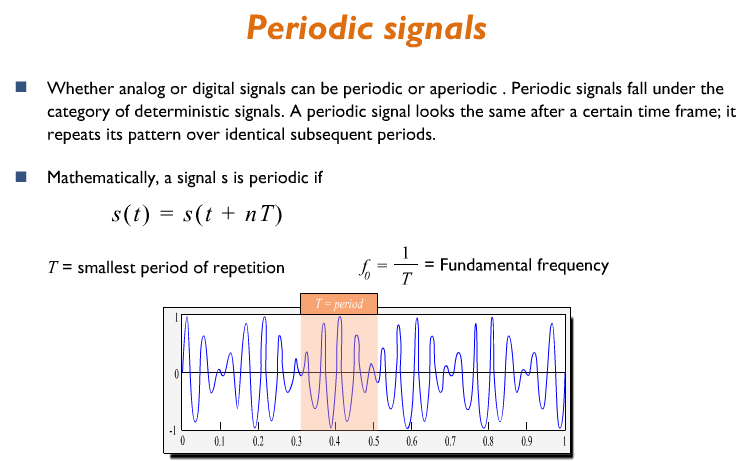 Periodic signals
Whether analog or digital signals can be periodic or aperiodic . Periodic signals fall under the
category of deterministic signals. A periodic signal looks the same after a certain time frame; it
repeats its pattern over identical subsequent periods.
Mathematically, a signal s is periodic if
s(t) = s(t + nT)
T = smallest period of repetition
f₀ = 1/T = Fundamental frequency
T = period
1
0
-1
0 0.1 0.2 0.3 0.4 0.5 0.6 0.7 0.8 0.9 1